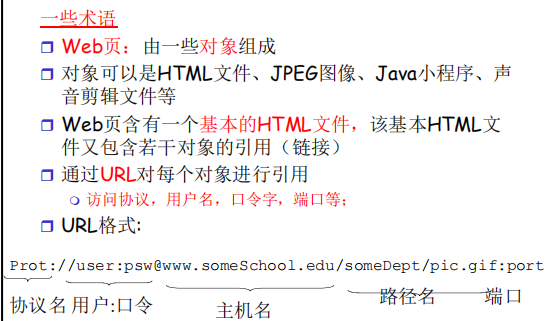 一些术语
Web页：由一些对象组成
对象可以是HTML文件、JPEG图像、Java小程序、声
音剪辑文件等
Web页含有一个基本的HTML文件，该基本HTML文
件又包含若干对象的引用（链接）
通过URL对每个对象进行引用
访问协议，用户名，口令字，端口等；
URL格式:
Prot://user:psw@www.someSchool.edu/someDept/pic.gif:port
协议名 用户:口令 主机名 路径名 端口